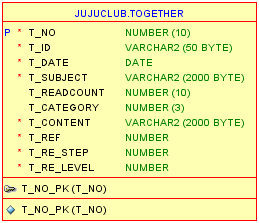 JUJUCLUB.TOGETHER
P * T_NO NUMBER (10)
* T_ID VARCHAR2 (50 BYTE)
* T_DATE DATE
* T_SUBJECT VARCHAR2 (2000 BYTE)
* T_READCOUNT NUMBER (10)
T_CATEGORY NUMBER (3)
* T_CONTENT VARCHAR2 (2000 BYTE)
* T_REF NUMBER
* T_RE_STEP NUMBER
* T_RE_LEVEL NUMBER
T_NO_PK (T_NO)
T_NO_PK (T_NO)